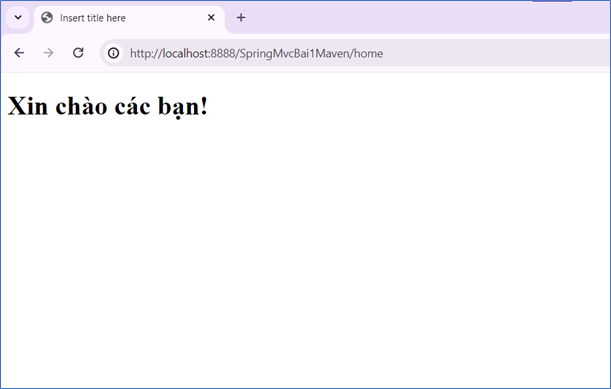 Insert title here
http://localhost:8888/SpringMvcBai1Maven/home
Xin chào các bạn!